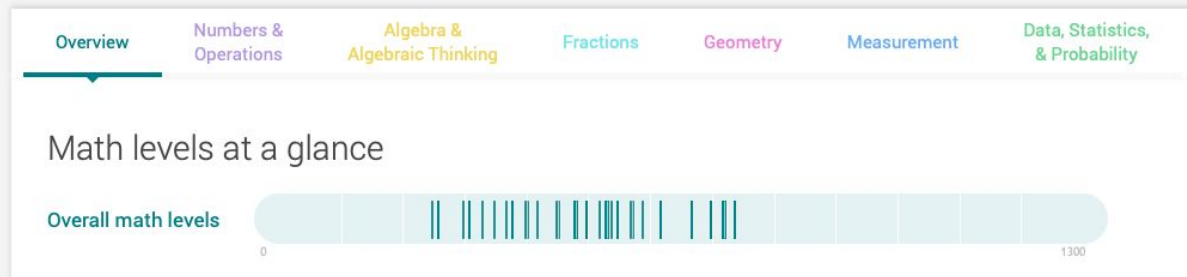 Overview
Numbers &
Operations
Algebra &
Algebraic Thinking
Fractions
Geometry
Measurement
Data, Statistics,
& Probability
Math levels at a glance
Overall math levels
0
1300